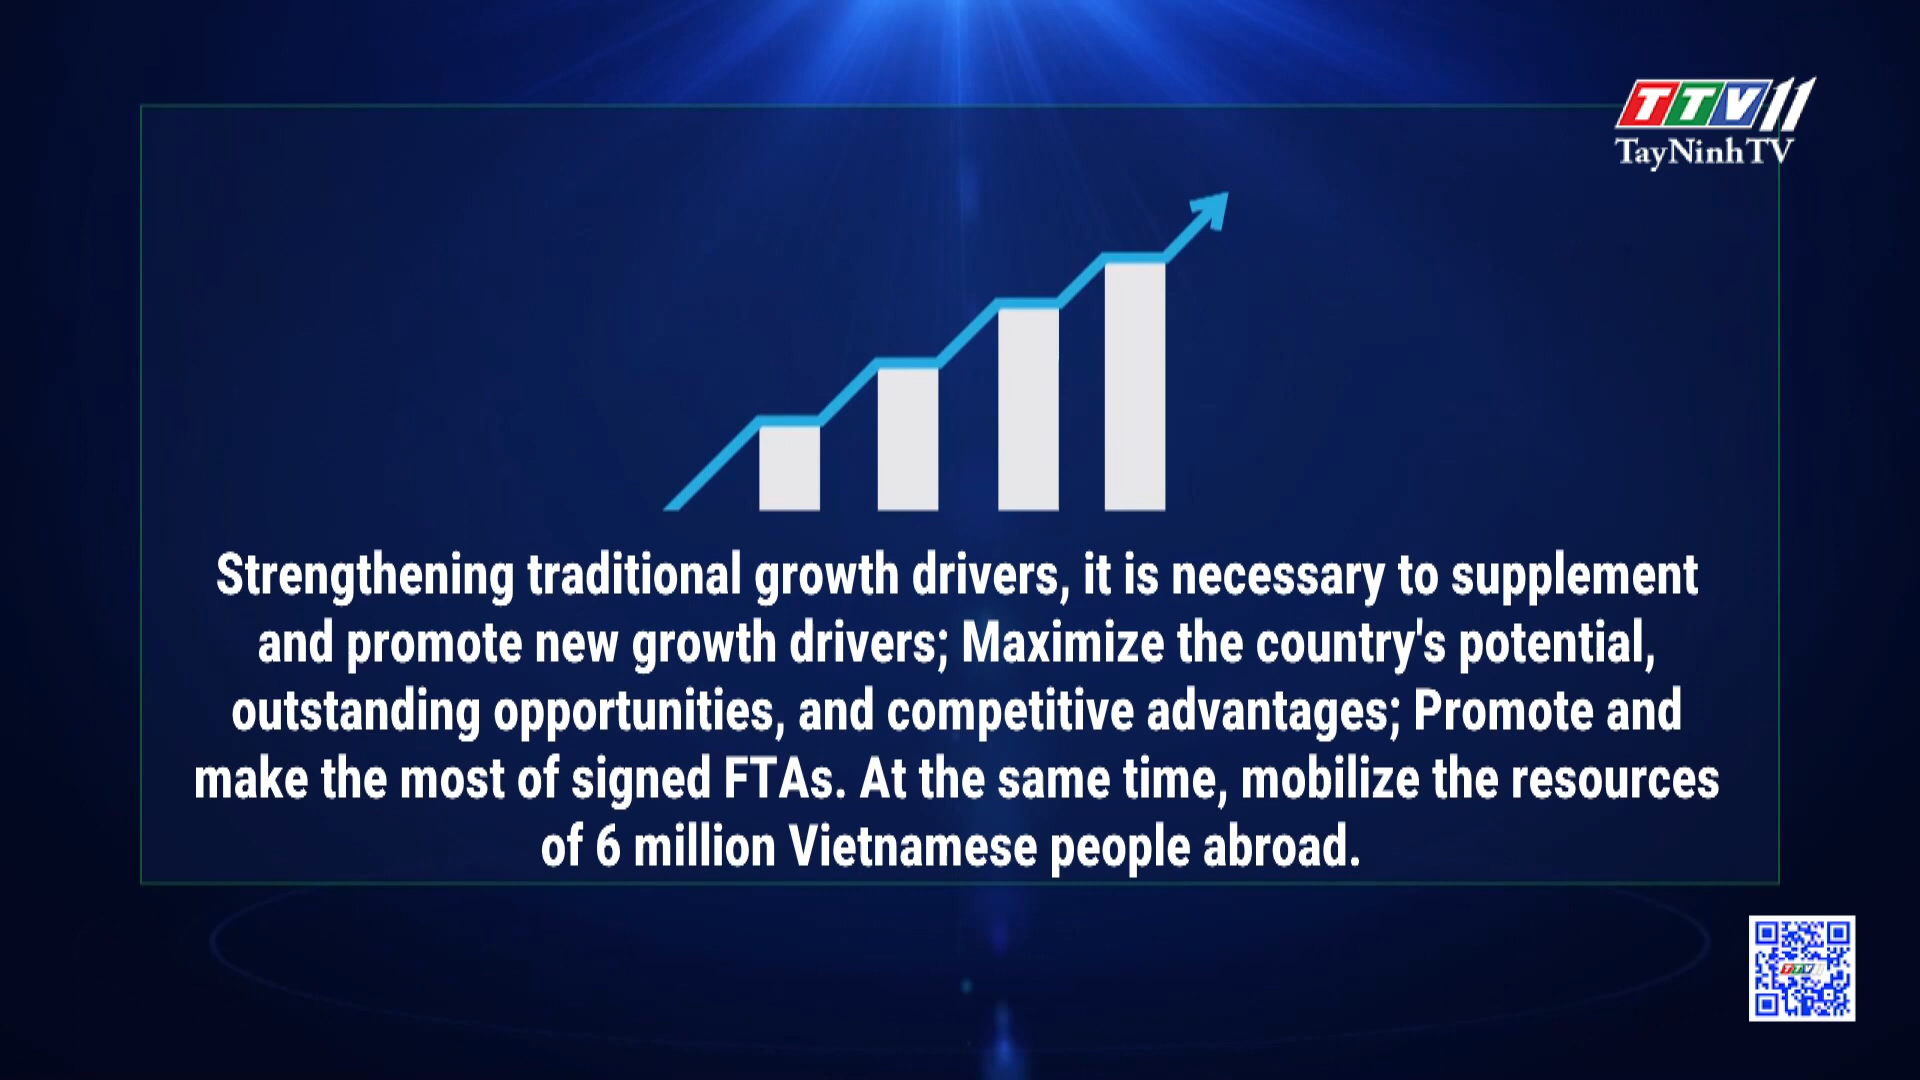 TTV11
TayNinhTV
Strengthening traditional growth drivers, it is necessary to supplement
and promote new growth drivers; Maximize the country's potential,
outstanding opportunities, and competitive advantages; Promote and
make the most of signed FTAs. At the same time, mobilize the resources
of 6 million Vietnamese people abroad.
TTV11